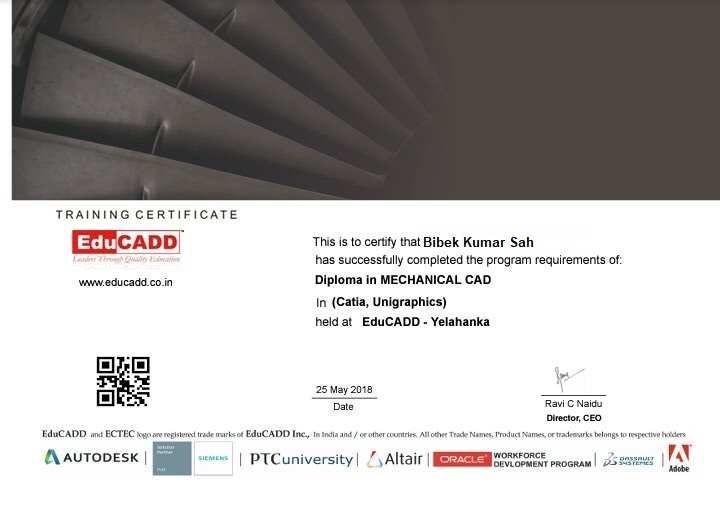 TRAINING CERTIFICATE
EduCADD™
Leaders Through Quality Education
www.educadd.co.in
This is to certify that Bibek Kumar Sah
has successfully completed the program requirements of:
Diploma in MECHANICAL CAD
In (Catia, Unigraphics)
held at EduCADD - Yelahanka
25 May 2018
Date
Ravi C Naidu
Director, CEO
EduCADD and ECTEC logo are registered trade marks of EduCADD Inc., In India and / or other countries. All other Trade Names, Product Names, or trademarks belongs to respective holders
AUTODESK | Solution Partner PLM SIEMENS | PTCuniversity | Altair | ORACLE WORKFORCE DEVLOPMENT PROGRAM | DASSAULT SYSTEMES | Adobe